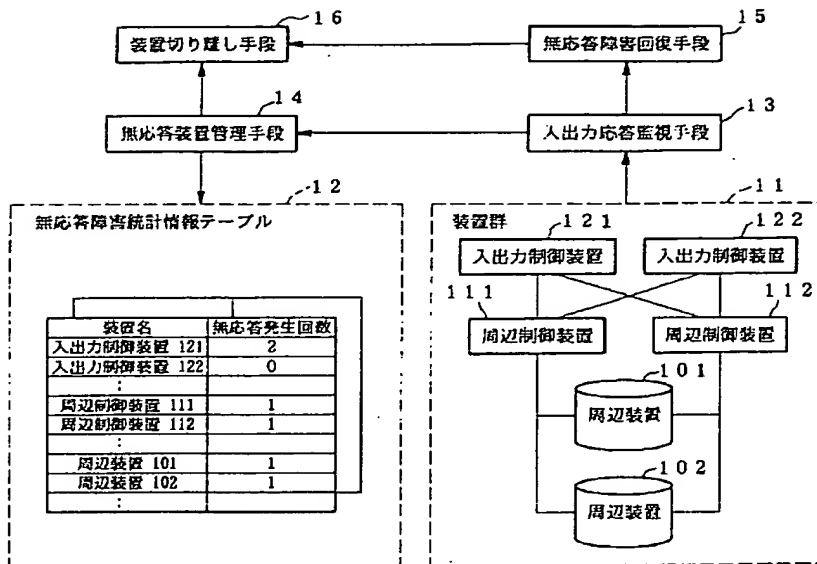 16
装置切り離し手段
15
無応答障害回復手段
14
無応答装置管理手段
13
入出力応答監視手段
12
無応答障害統計情報テーブル
装置名 無応答発生回数
入出力制御装置 121 2
入出力制御装置 122 0
:
周辺制御装置 111 1
周辺制御装置 112 1
:
周辺装置 101 1
周辺装置 102 1
:
11
装置群
121
入出力制御装置
122
入出力制御装置
111
周辺制御装置
112
周辺制御装置
101
周辺装置
102
周辺装置